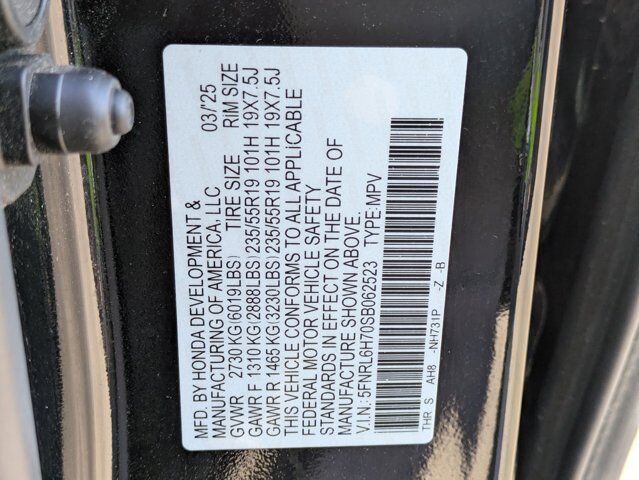 MFD. BY HONDA DEVELOPMENT &
MANUFACTURING OF AMERICA, LLC 03/'25
GVWR 2730 KG(6019LBS) TIRE SIZE RIM SIZE
GAWR F 1310 KG(2888LBS) 235/55R19 101H 19X7.5J
GAWR R 1465 KG(3230LBS) 235/55R19 101H 19X7.5J
THIS VEHICLE CONFORMS TO ALL APPLICABLE
FEDERAL MOTOR VEHICLE SAFETY
STANDARDS IN EFFECT ON THE DATE OF
MANUFACTURE SHOWN ABOVE.
V.I.N.: 5FNRL6H70SB062523 TYPE:MPV
THR S AH8 -NH731P -Z -B